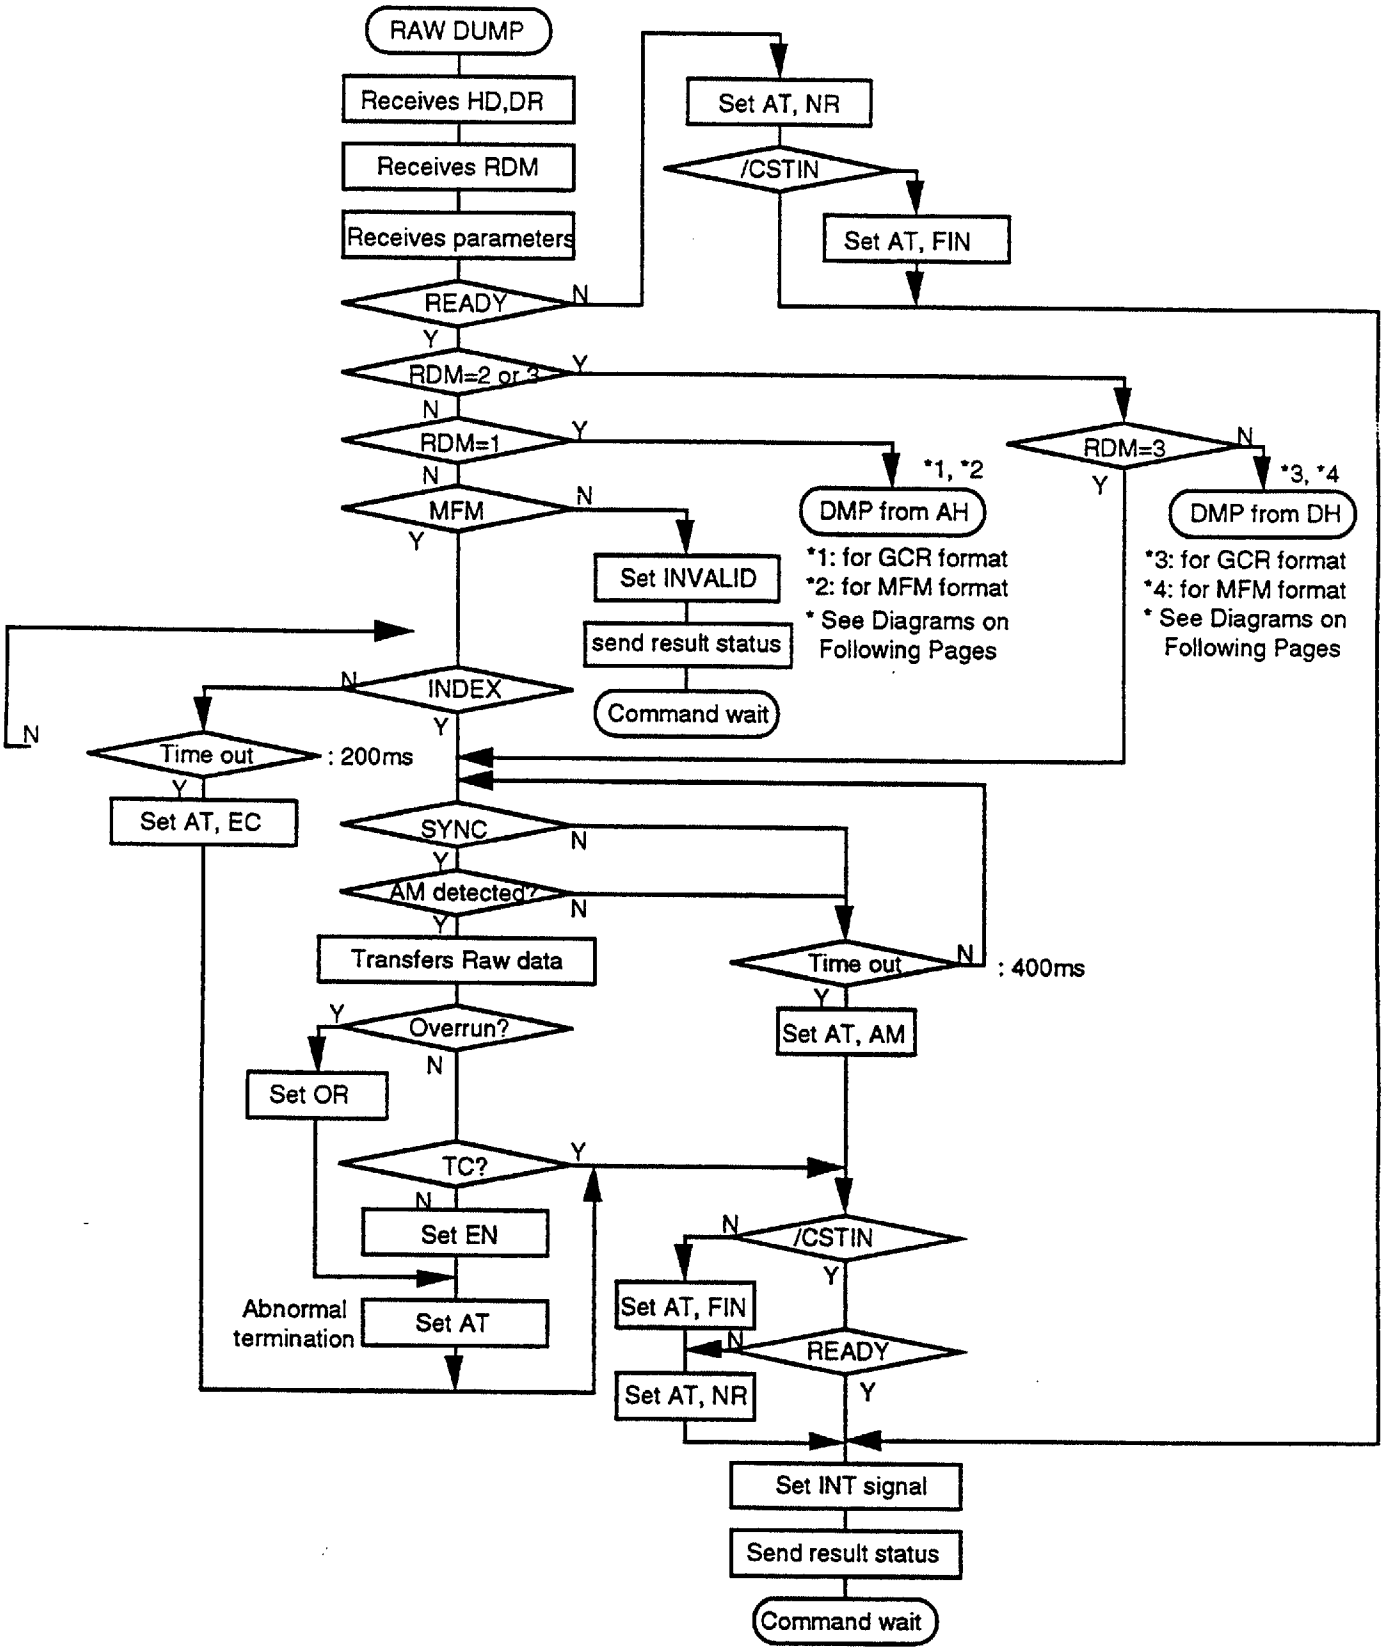 RAW DUMP
Receives HD,DR
Receives RDM
Receives parameters
READY
N
Y
Set AT, NR
/CSTIN
Set AT, FIN
RDM=2 or 3
Y
N
RDM=1
Y
N
MFM
N
Y
RDM=3
N
Y
*1, *2
DMP from AH
*1: for GCR format
*2: for MFM format
* See Diagrams on
Following Pages
*3, *4
DMP from DH
*3: for GCR format
*4: for MFM format
* See Diagrams on
Following Pages
Set INVALID
send result status
Command wait
INDEX
N
Y
Time out
: 200ms
N
Y
Set AT, EC
SYNC
N
Y
AM detected?
N
Y
Transfers Raw data
Time out
N
: 400ms
Y
Set AT, AM
Overrun?
Y
N
Set OR
TC?
Y
N
Set EN
Abnormal
termination
Set AT
/CSTIN
N
Y
Set AT, FIN
READY
N
Y
Set AT, NR
Set INT signal
Send result status
Command wait